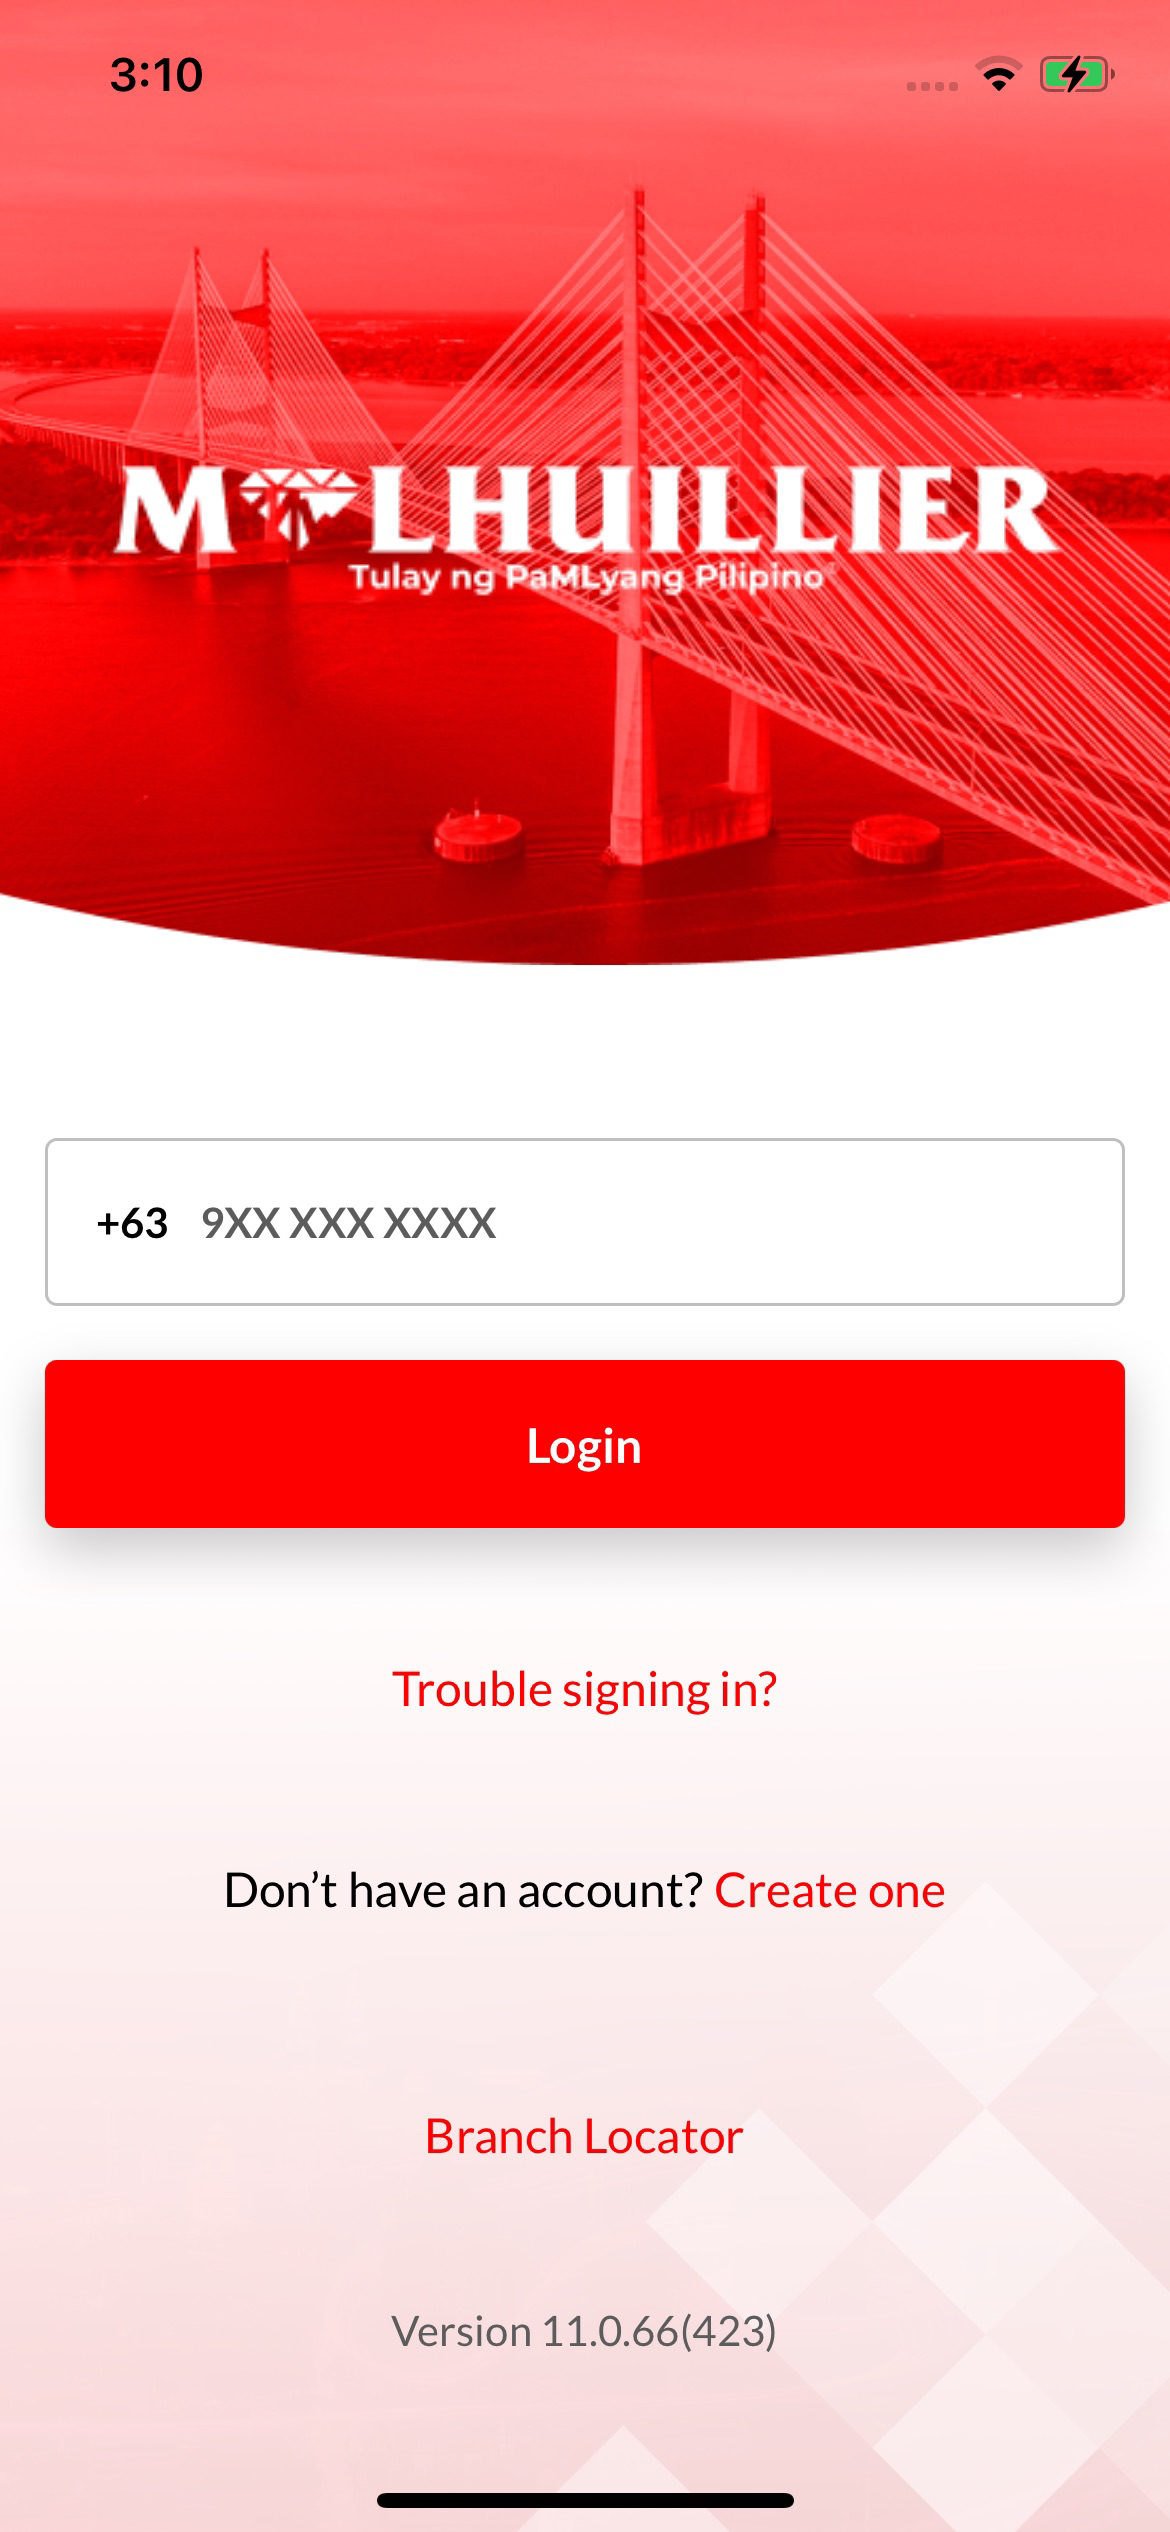 3:10
M LHUILLIER
Tulay ng PaMLyang Pilipino
+63 9XX XXX XXXX
Login
Trouble signing in?
Don’t have an account? Create one
Branch Locator
Version 11.0.66(423)